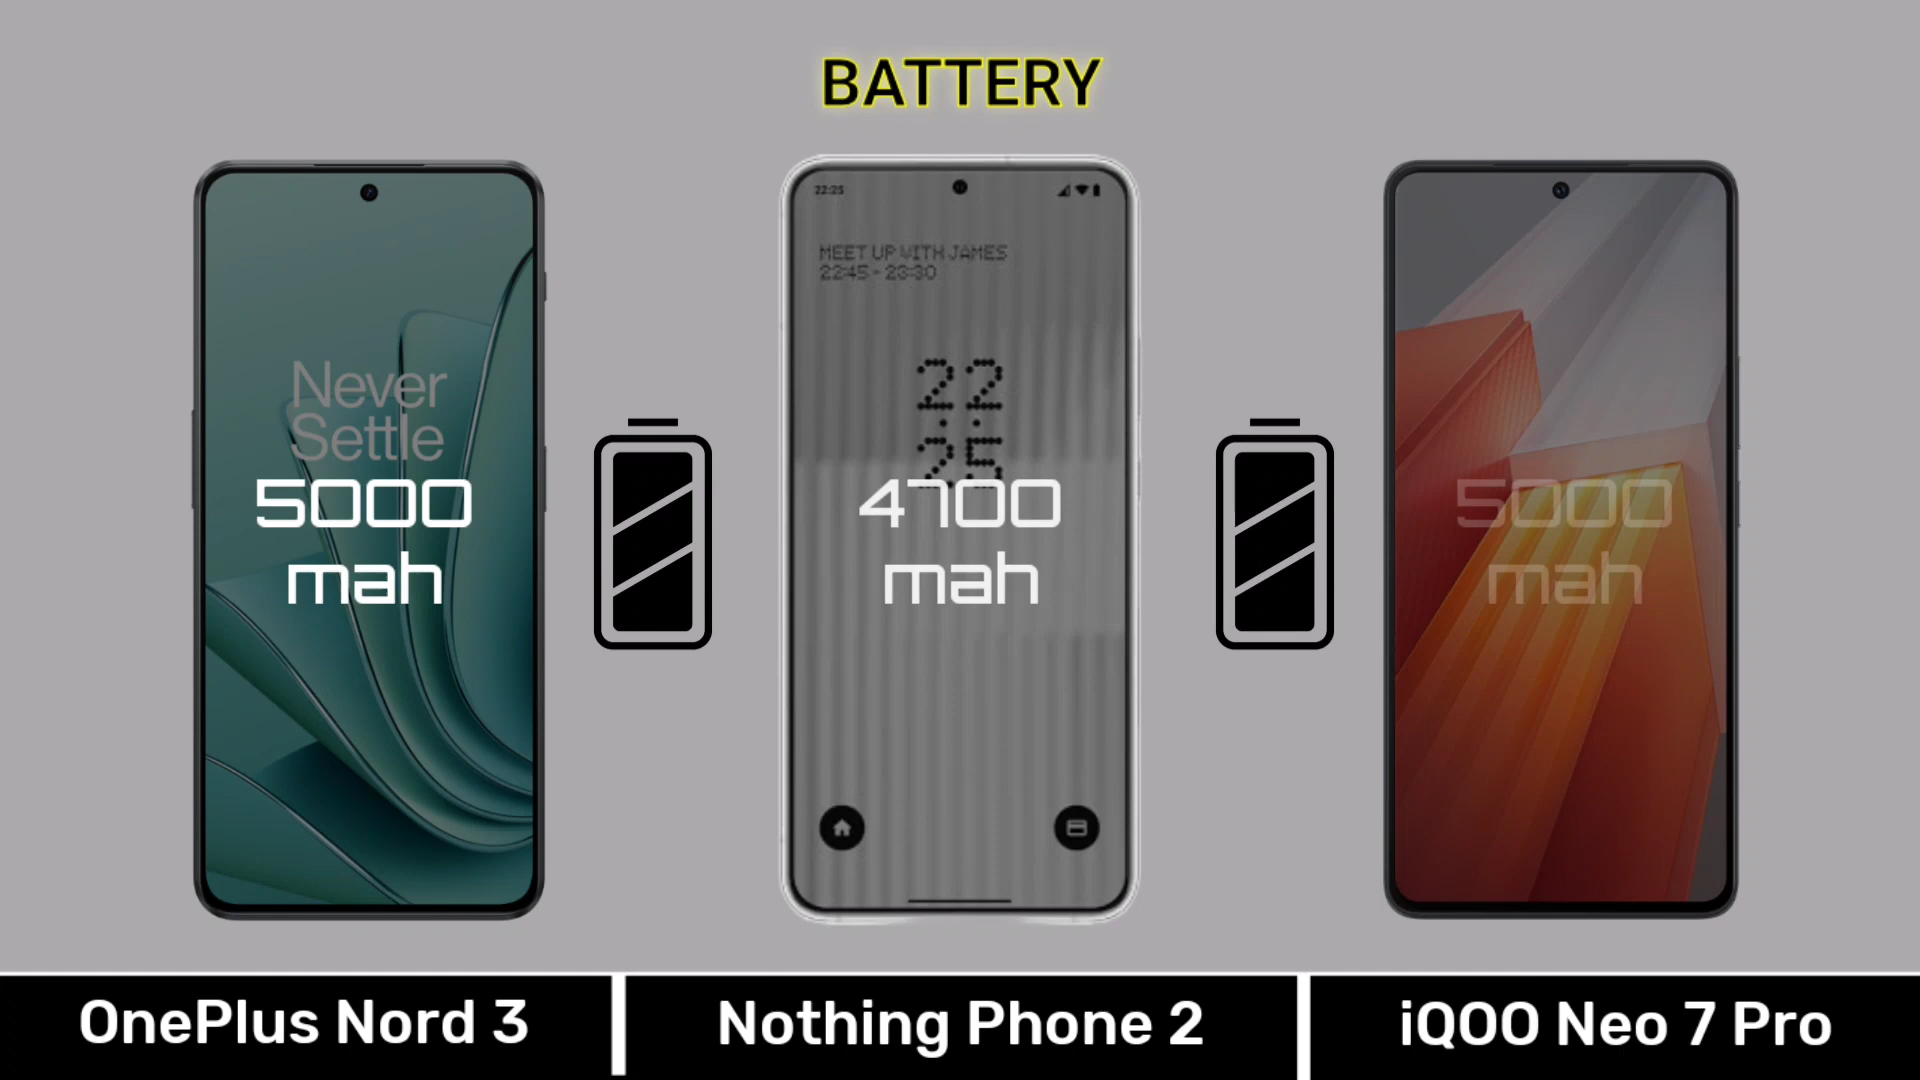 BATTERY
Never
Settle
5000
mah
22:25
MEET UP WITH JAMES
22:45 - 23:30
22
:
25
4700
mah
5000
mah
OnePlus Nord 3
Nothing Phone 2
iQOO Neo 7 Pro